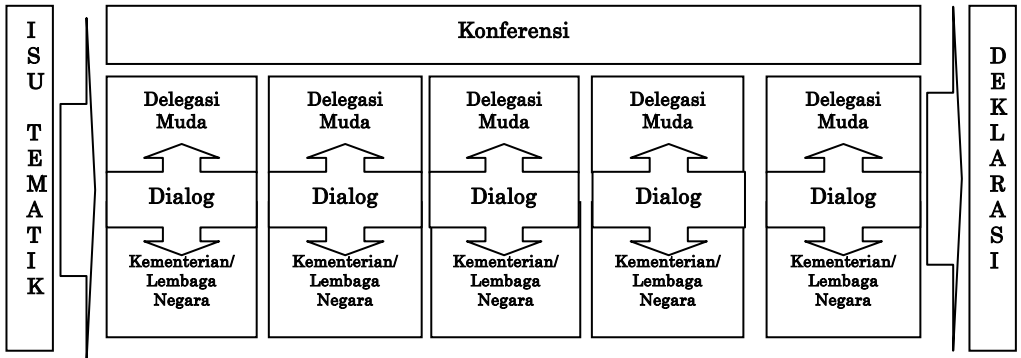 ISU TEMATIK
Konferensi
Delegasi
Muda
Dialog
Kementerian/
Lembaga
Negara
Delegasi
Muda
Dialog
Kementerian/
Lembaga
Negara
Delegasi
Muda
Dialog
Kementerian/
Lembaga
Negara
Delegasi
Muda
Dialog
Kementerian/
Lembaga
Negara
Delegasi
Muda
Dialog
Kementerian/
Lembaga
Negara
DEKLARASI